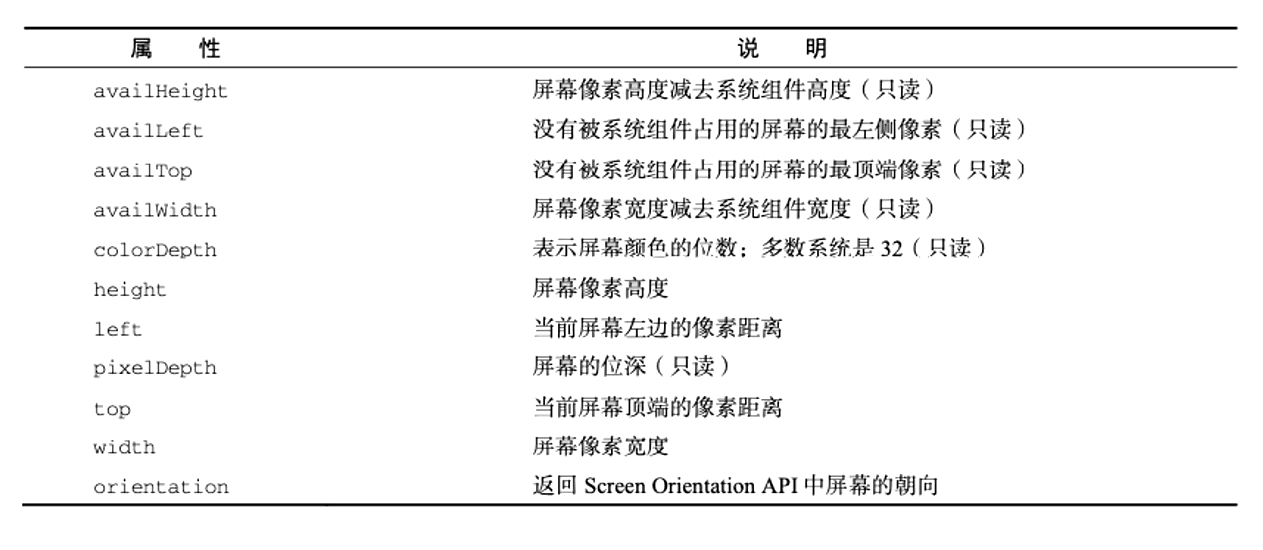 属 性 说 明
availHeight 屏幕像素高度减去系统组件高度（只读）
availLeft 没有被系统组件占用的屏幕的最左侧像素（只读）
availTop 没有被系统组件占用的屏幕的最顶端像素（只读）
availWidth 屏幕像素宽度减去系统组件宽度（只读）
colorDepth 表示屏幕颜色的位数；多数系统是 32（只读）
height 屏幕像素高度
left 当前屏幕左边的像素距离
pixelDepth 屏幕的位深（只读）
top 当前屏幕顶端的像素距离
width 屏幕像素宽度
orientation 返回 Screen Orientation API 中屏幕的朝向